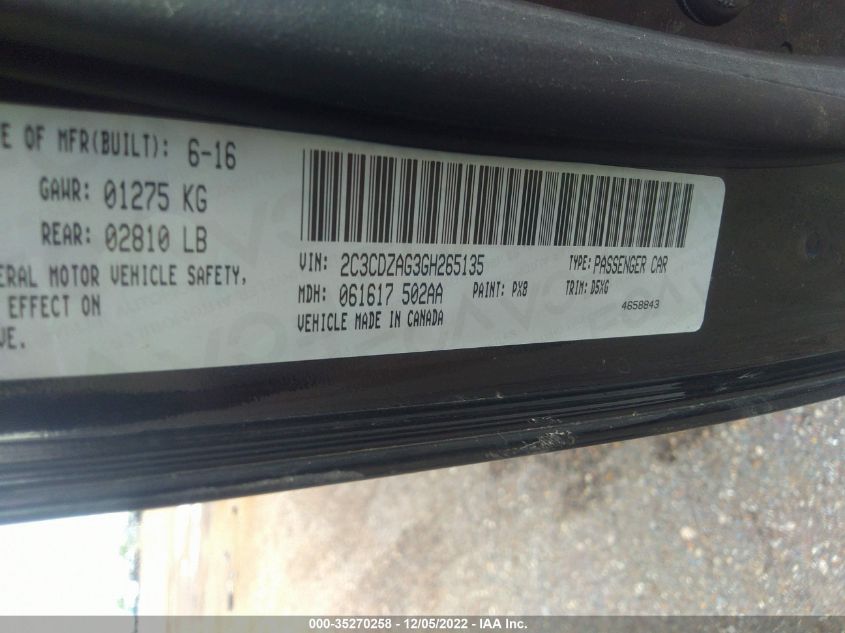 E OF MFR(BUILT): 6-16
GAWR: 01275 KG
REAR: 02810 LB
ERAL MOTOR VEHICLE SAFETY,
EFFECT ON
VE.
VIN: 2C3CDZAG3GH265135 TYPE: PASSENGER CAR
MDH: 061617 502AA PAINT: PX8 TRIM: D5XG
VEHICLE MADE IN CANADA 4658843
000-35270258 - 12/05/2022 - IAA Inc.